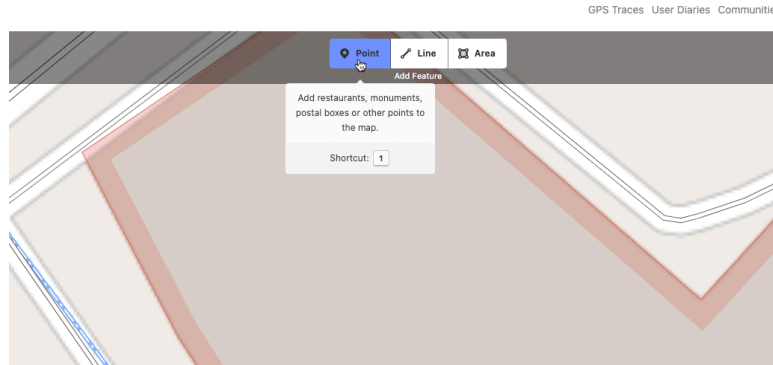 GPS Traces User Diaries Communitie
Point Line Area
Add Feature
Add restaurants, monuments,
postal boxes or other points to
the map.
Shortcut: 1